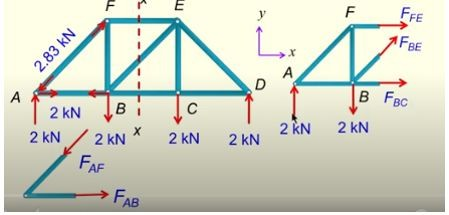 F x E
y
x
2.83 kN
A
2 kN
B
C
D
2 kN
2 kN
x
2 kN
2 kN
F_AF
F_AB
F
F_FE
F_BE
A
B
F_BC
2 kN
2 kN